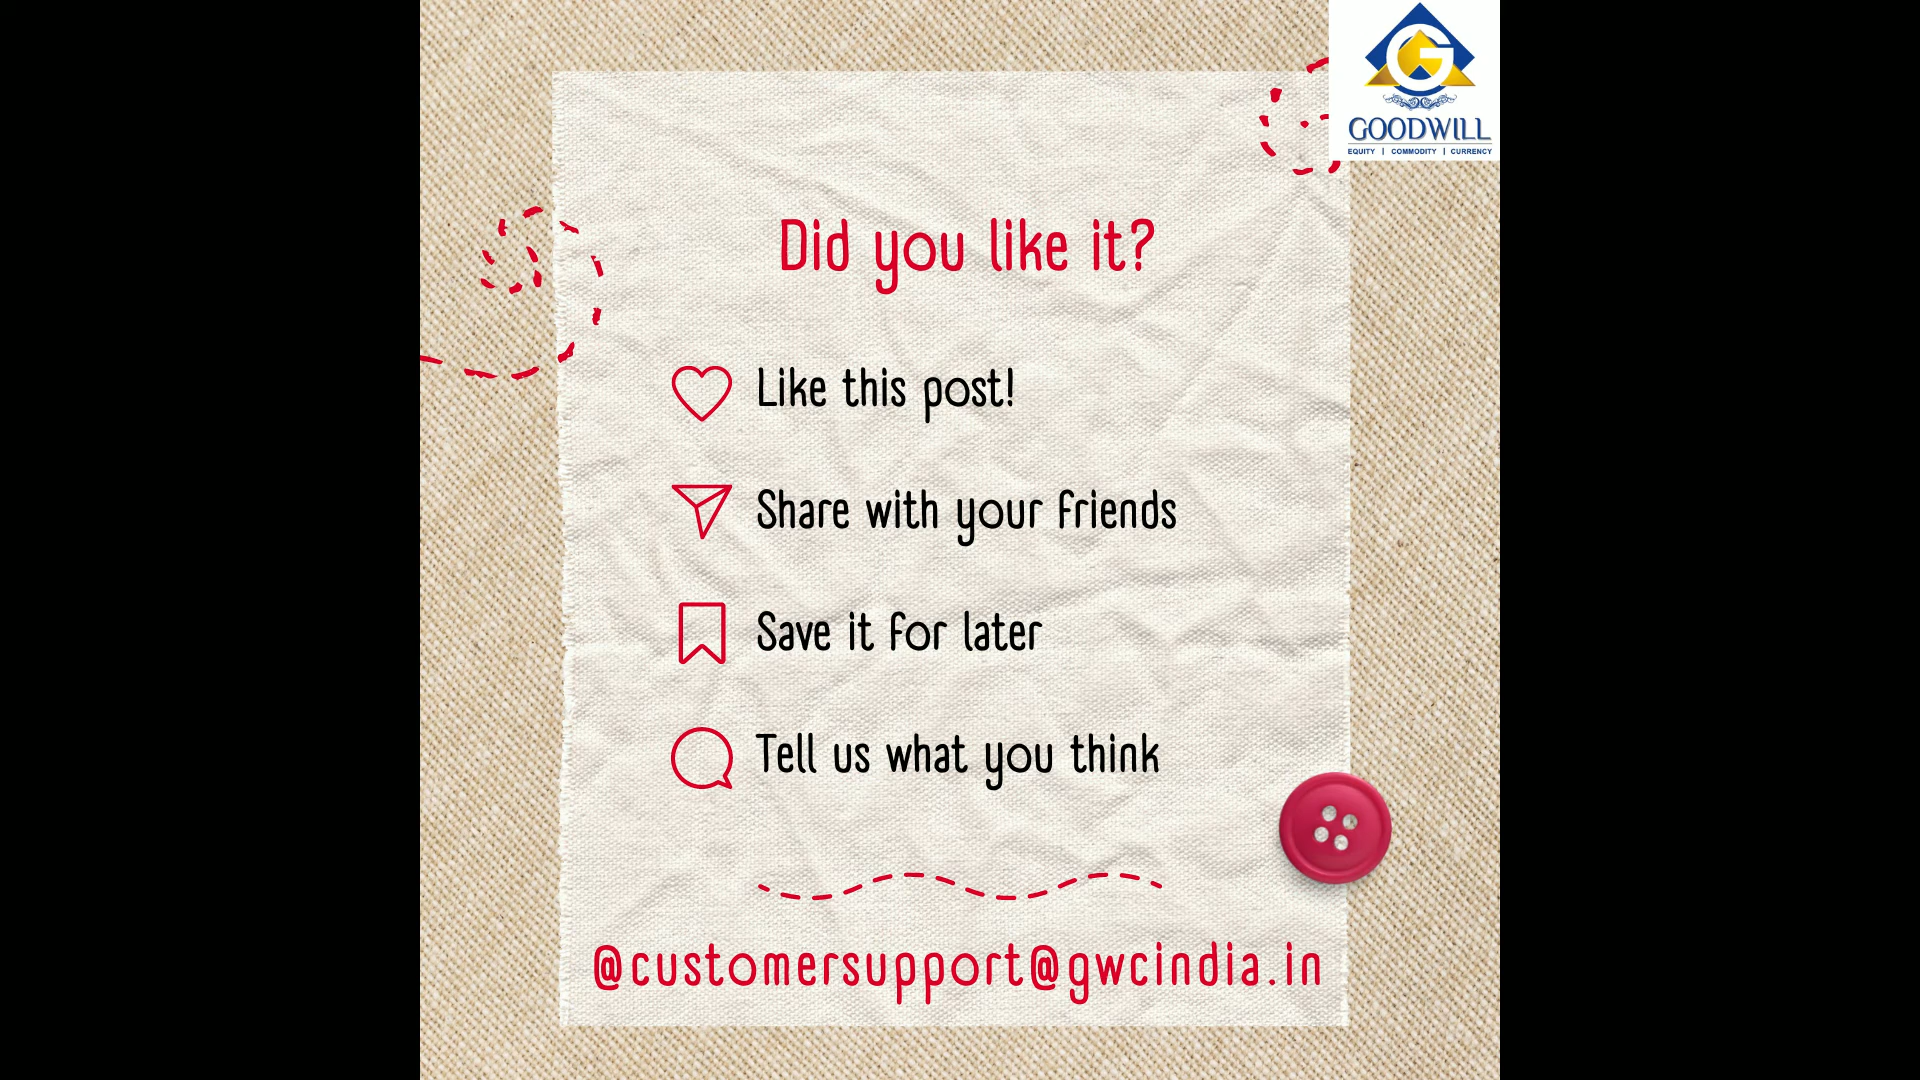 GOODWILL
EQUITY | COMMODITY | CURRENCY
Did you like it?
Like this post!
Share with your friends
Save it for later
Tell us what you think
@customersupport@gwcindia.in